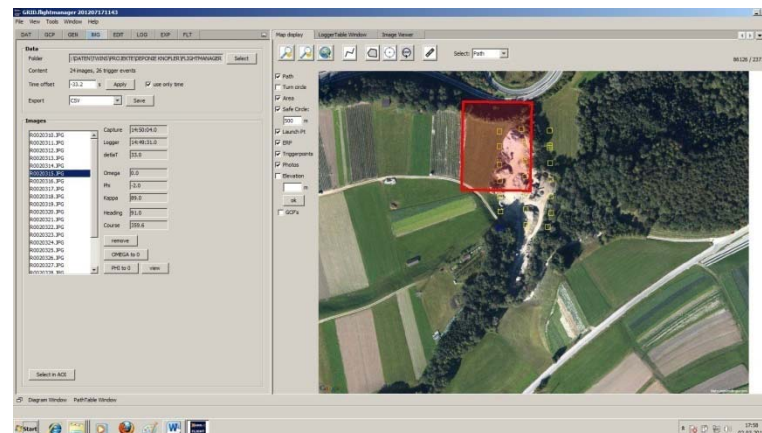 GRID.flightmanager 201207171143
File View Tools Window Help
DAT GCP GEN BIG EDIT LOG EXP FLT
Map display LoggerTable Window Image Viewer
Data
Folder
Select
Content 24 images, 26 trigger events
Time offset -33.2 s Apply use only time
Export CSV Save
Select: Path
86126 / 237
Images
R0020310.JPG
R0020311.JPG
R0020312.JPG
R0020313.JPG
R0020314.JPG
R0020315.JPG
R0020316.JPG
R0020317.JPG
R0020318.JPG
R0020319.JPG
R0020320.JPG
R0020321.JPG
R0020322.JPG
R0020323.JPG
R0020324.JPG
R0020325.JPG
R0020326.JPG
R0020327.JPG
Capture 14:50:04.0
Logger 14:49:31.0
deltaT 33.0
Omega 0.0
Phi -2.0
Kappa 89.0
Heading 91.0
Course 359.6
remove
OMEGA to 0
PHI to 0 view
Select in ACE
Path
Turn circle
Area
Safe Circle:
500 m
Launch Pt
ERP
Triggerpoints
Photos
Elevation
m
ok
GCPs
Diagram Window PathTable Window
Start
17:58